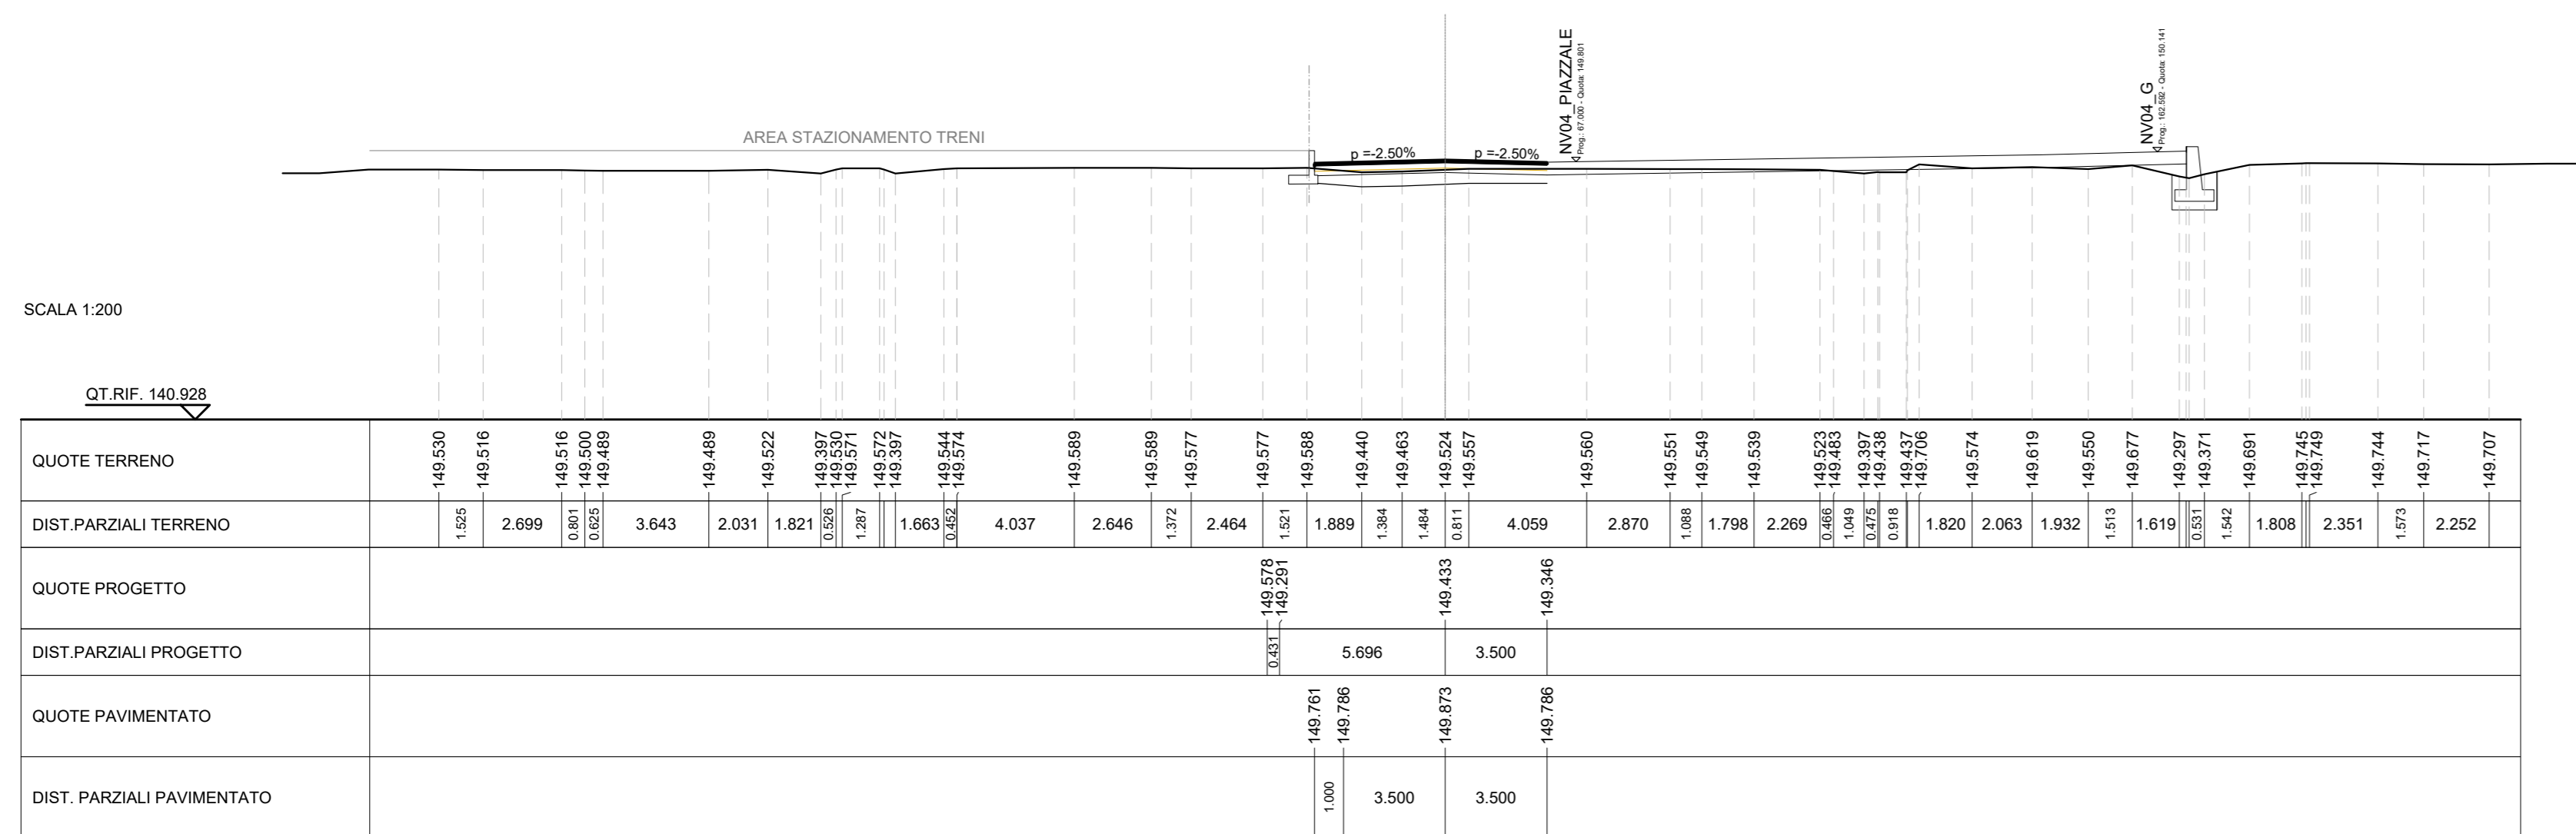 NV04_PIAZZALE
Prog.: 67.000 - Quota: 149.801
NV04_G
Prog.: 162.592 - Quota: 150.141
AREA STAZIONAMENTO TRENI
p =-2.50%
p =-2.50%
SCALA 1:200
QT.RIF. 140.928
QUOTE TERRENO
149.530 149.516 149.516 149.500 149.489 149.489 149.522 149.397 149.530 149.571 149.572 149.397 149.544 149.574 149.589 149.589 149.577 149.577 149.588 149.440 149.463 149.524 149.557 149.560 149.551 149.549 149.539 149.523 149.483 149.397 149.438 149.437 149.706 149.574 149.619 149.550 149.677 149.297 149.371 149.691 149.745 149.749 149.744 149.717 149.707
DIST.PARZIALI TERRENO
1.525 2.699 0.801 0.625 3.643 2.031 1.821 0.526 1.287 1.663 0.452 4.037 2.646 1.372 2.464 1.521 1.889 1.384 1.484 0.811 4.059 2.870 1.088 1.798 2.269 0.466 1.049 0.475 0.918 1.820 2.063 1.932 1.513 1.619 0.531 1.542 1.808 2.351 1.573 2.252
QUOTE PROGETTO
149.578 149.291 149.433 149.346
DIST.PARZIALI PROGETTO
0.431 5.696 3.500
QUOTE PAVIMENTATO
149.761 149.786 149.873 149.786
DIST. PARZIALI PAVIMENTATO
1.000 3.500 3.500